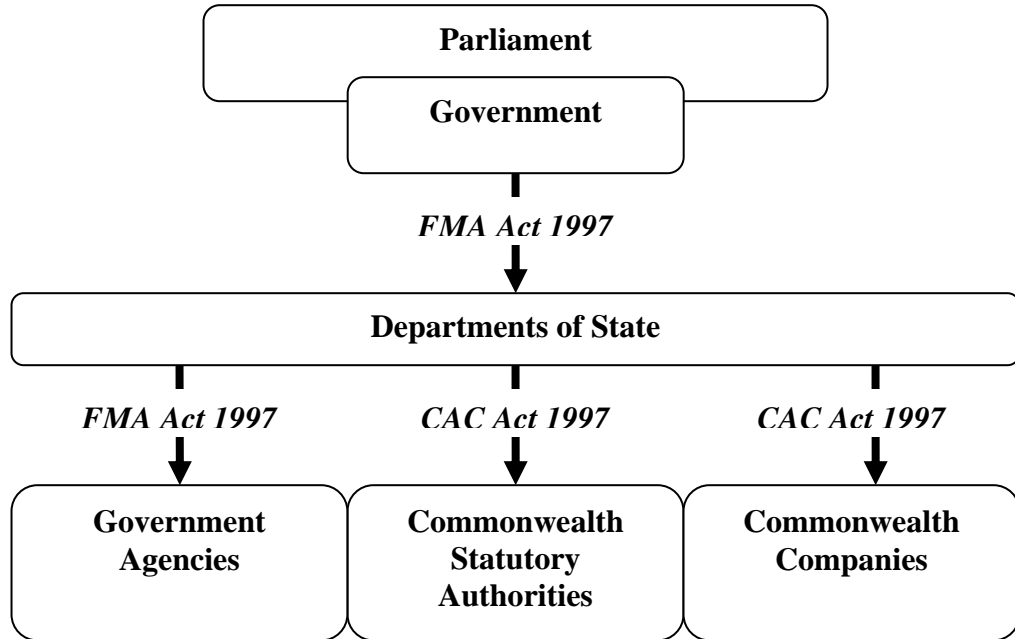 Parliament
Government
FMA Act 1997
Departments of State
FMA Act 1997
CAC Act 1997
CAC Act 1997
Government
Agencies
Commonwealth
Statutory
Authorities
Commonwealth
Companies